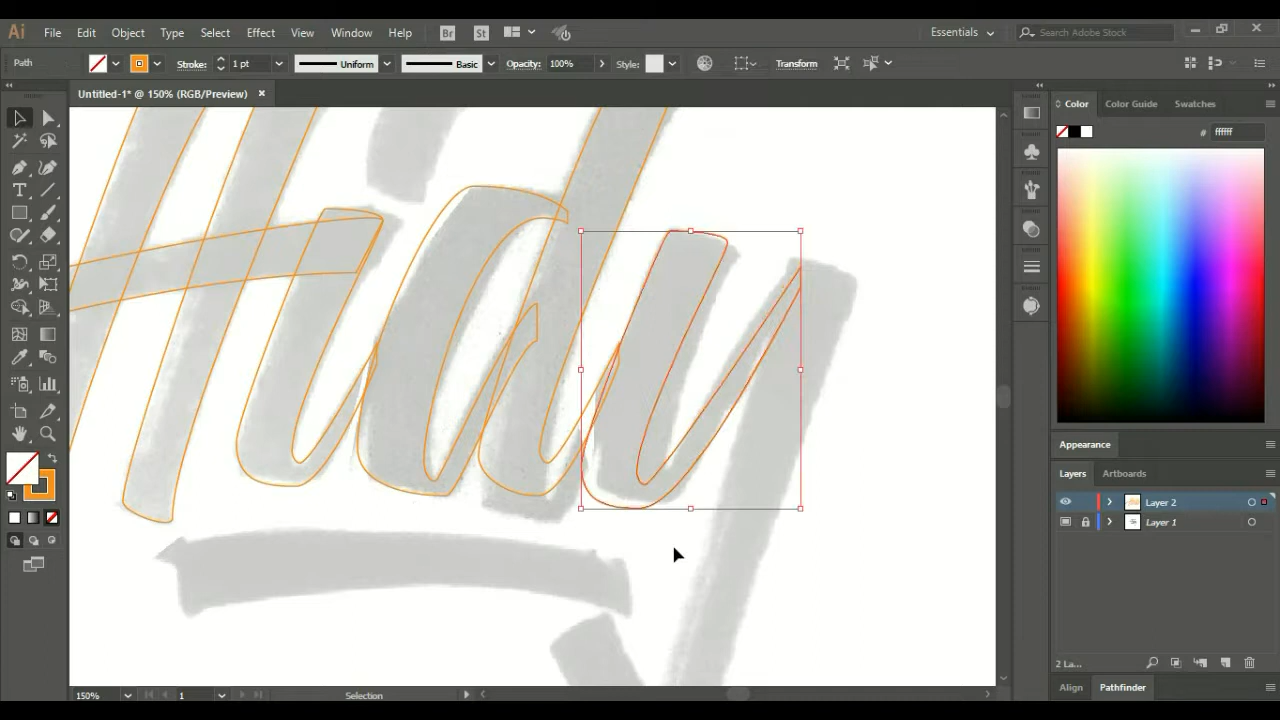 Ai File Edit Object Type Select Effect View Window Help Br St Essentials Search Adobe Stock
Path Stroke: 1 pt Uniform Basic Opacity: 100% Style: Transform
Untitled-1* @ 150% (RGB/Preview)
Color Color Guide Swatches
# ffffff
Appearance
Layers Artboards
Layer 2
Layer 1
2 La...
Align Pathfinder
150% 1 Selection